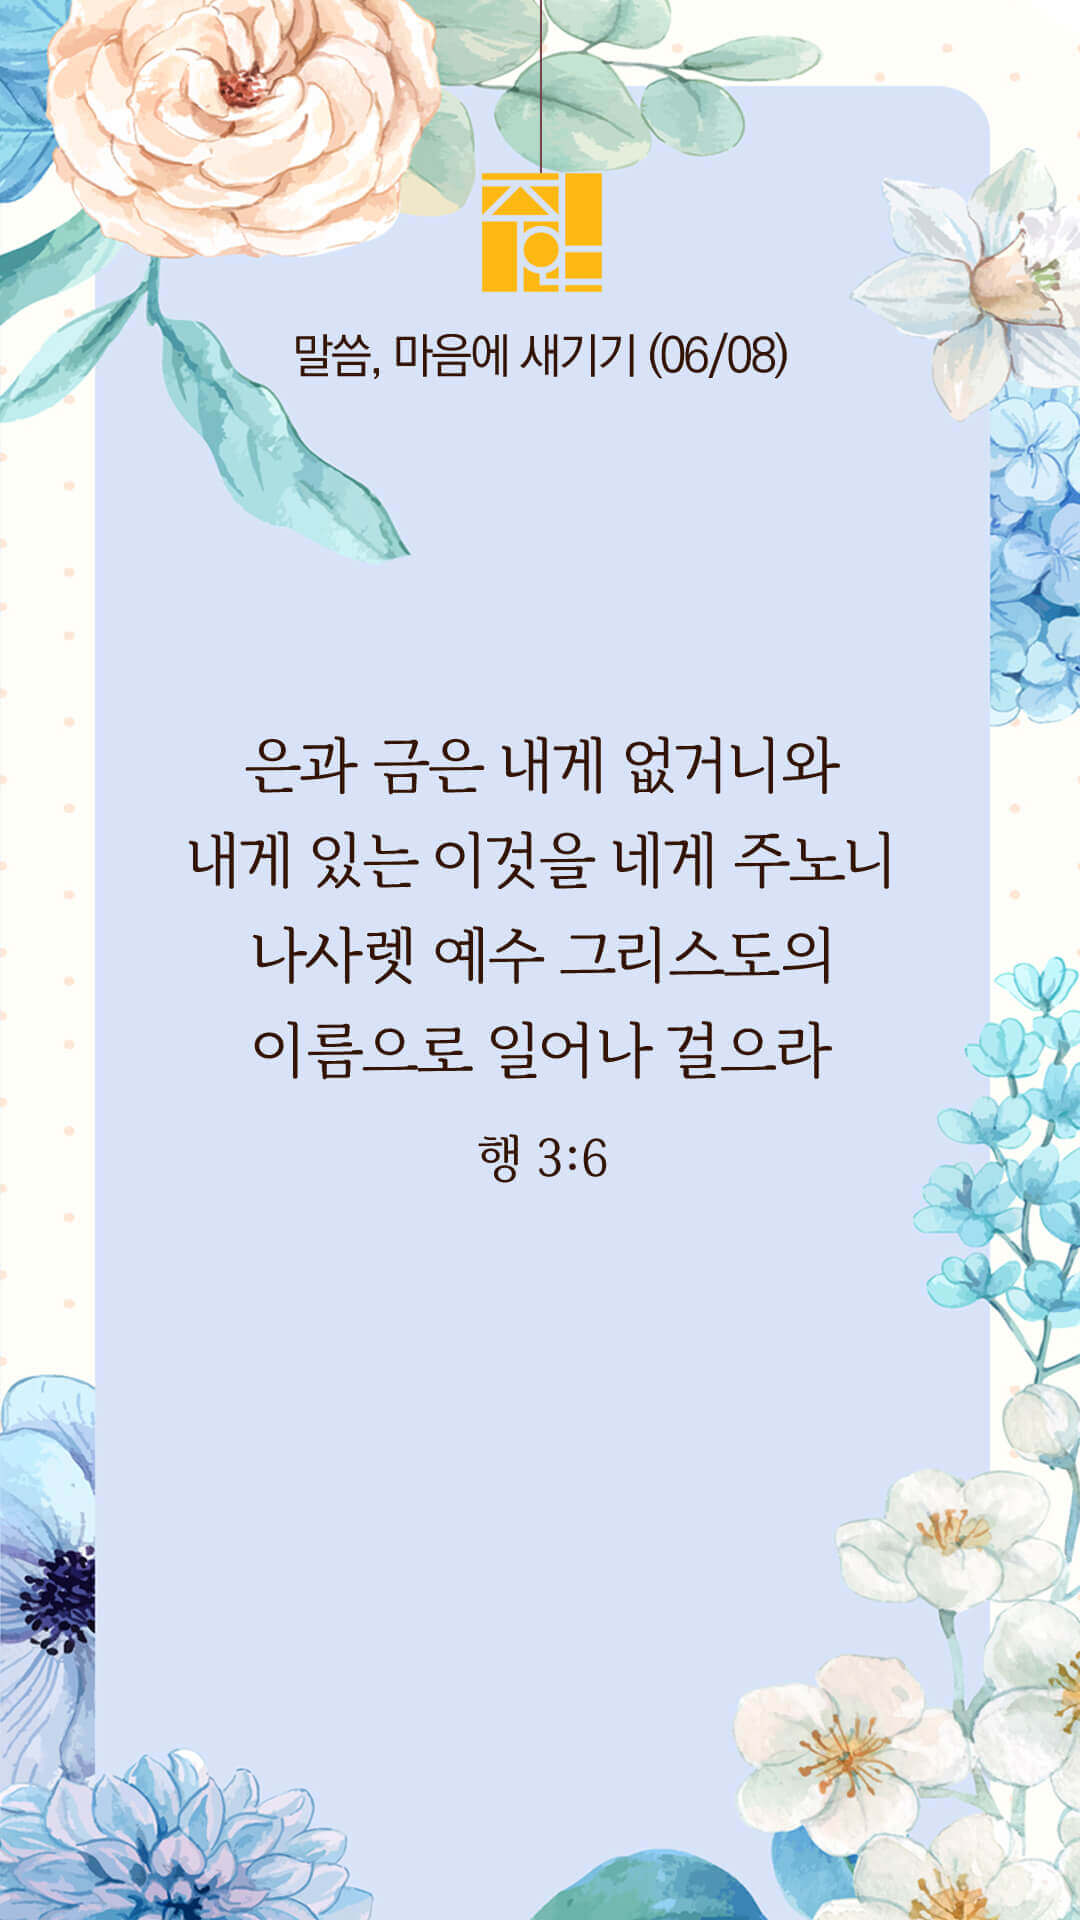 주원
말씀, 마음에 새기기 (06/08)
은과 금은 내게 없거니와
내게 있는 이것을 네게 주노니
나사렛 예수 그리스도의
이름으로 일어나 걸으라
행 3:6